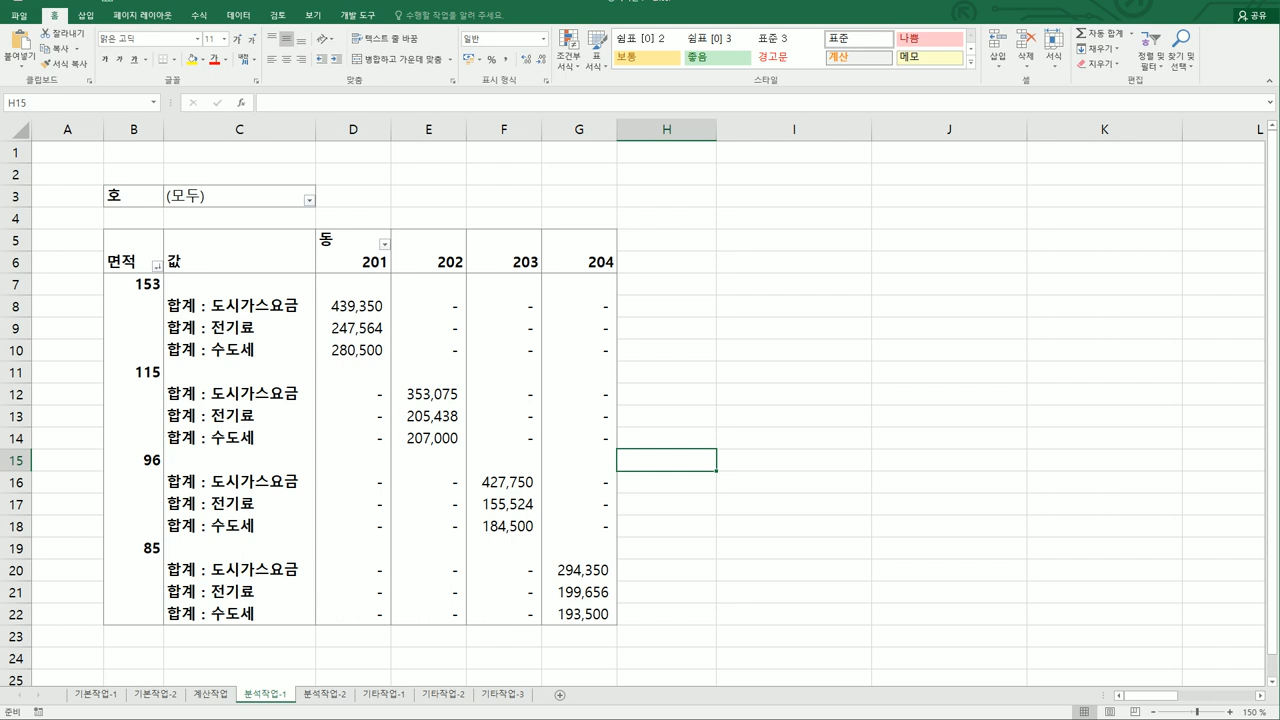 파일 홈 삽입 페이지 레이아웃 수식 데이터 검토 보기 개발 도구 수행할 작업을 알려 주세요. 공유
붙여넣기 잘라내기 복사 서식 복사
맑은 고딕 11
텍스트 줄 바꿈
병합하고 가운데 맞춤
일반
조건부 서식 표 서식
쉼표 [0] 2 쉼표 [0] 3 표준 3 표준 나쁨
보통 좋음 경고문 계산 메모
삽입 삭제 서식
자동 합계 채우기 지우기
정렬 및 필터 찾기 및 선택
클립보드 글꼴 맞춤 표시 형식 스타일 셀 편집
H15 fx
A B C D E F G H I J K L
1
2
3 호 (모두)
4
5 동
6 면적 값 201 202 203 204
7 153
8 합계 : 도시가스요금 439,350 - - -
9 합계 : 전기료 247,564 - - -
10 합계 : 수도세 280,500 - - -
11 115
12 합계 : 도시가스요금 - 353,075 - -
13 합계 : 전기료 - 205,438 - -
14 합계 : 수도세 - 207,000 - -
15 96
16 합계 : 도시가스요금 - - 427,750 -
17 합계 : 전기료 - - 155,524 -
18 합계 : 수도세 - - 184,500 -
19 85
20 합계 : 도시가스요금 - - - 294,350
21 합계 : 전기료 - - - 199,656
22 합계 : 수도세 - - - 193,500
23
24
25
기본작업-1 기본작업-2 계산작업 분석작업-1 분석작업-2 기타작업-1 기타작업-2 기타작업-3
준비 150 %